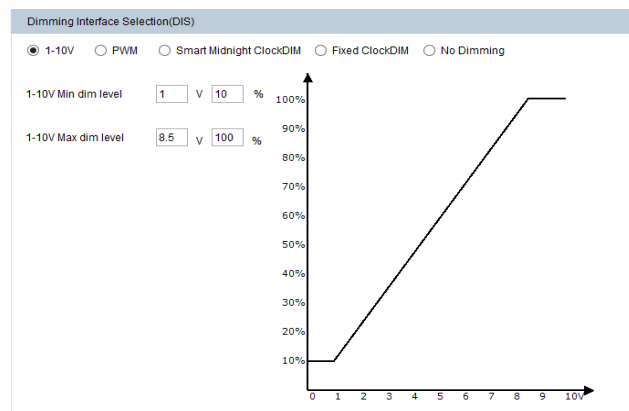 Dimming Interface Selection(DIS)
1-10V PWM Smart Midnight ClockDIM Fixed ClockDIM No Dimming
1-10V Min dim level 1 V 10 %
1-10V Max dim level 8.5 V 100 %
100%
90%
80%
70%
60%
50%
40%
30%
20%
10%
0 1 2 3 4 5 6 7 8 9 10V